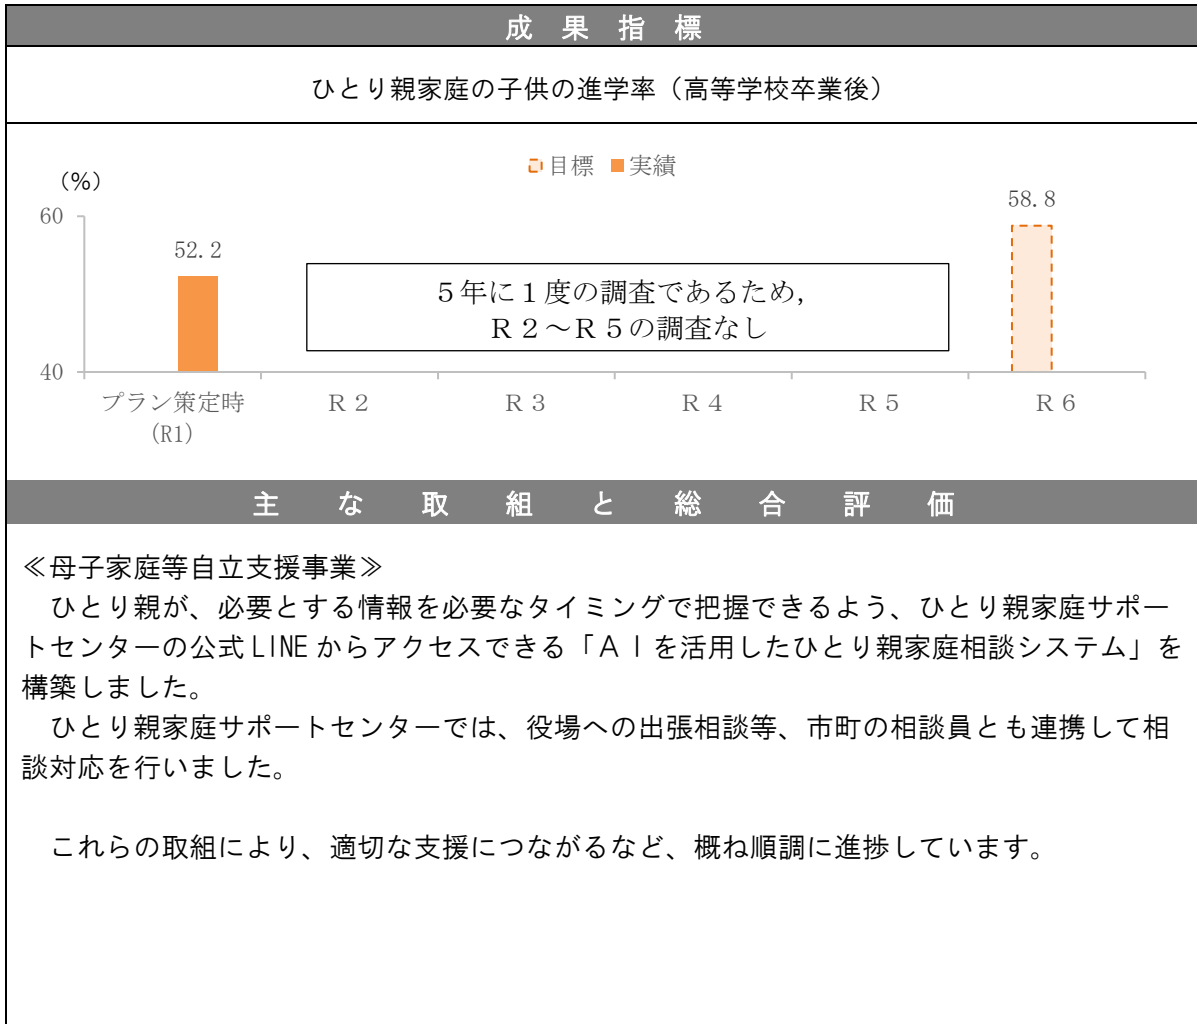 成果指標
ひとり親家庭の子供の進学率（高等学校卒業後）
目標 実績
(%)
60
52.2
58.8
５年に１度の調査であるため，
Ｒ２～Ｒ５の調査なし
40
プラン策定時
(R1)
Ｒ２
Ｒ３
Ｒ４
Ｒ５
Ｒ６
主な取組と総合評価
≪母子家庭等自立支援事業≫
ひとり親が、必要とする情報を必要なタイミングで把握できるよう、ひとり親家庭サポー
トセンターの公式LINEからアクセスできる「ＡＩを活用したひとり親家庭相談システム」を
構築しました。
ひとり親家庭サポートセンターでは、役場への出張相談等、市町の相談員とも連携して相
談対応を行いました。
これらの取組により、適切な支援につながるなど、概ね順調に進捗しています。